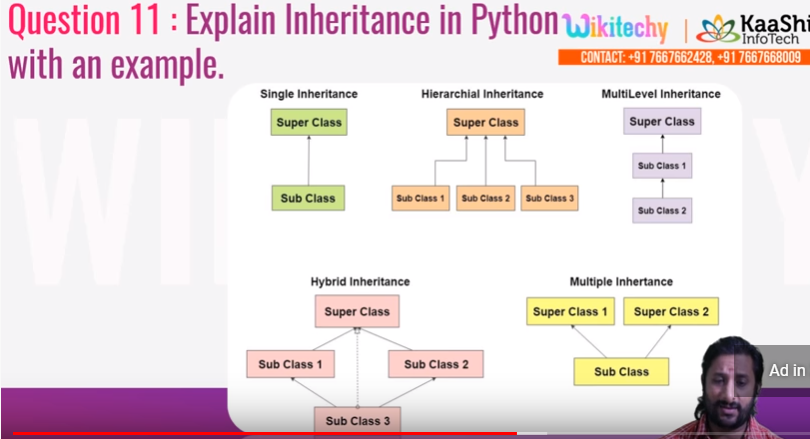 Question 11 : Explain Inheritance in Python
with an example.
Wikitechy
KaaShi
InfoTech
CONTACT: +91 7667662428, +91 7667668009
Single Inheritance
Super Class
Sub Class
Hierarchial Inheritance
Super Class
Sub Class 1
Sub Class 2
Sub Class 3
MultiLevel Inheritance
Super Class
Sub Class 1
Sub Class 2
Hybrid Inheritance
Super Class
Sub Class 1
Sub Class 2
Sub Class 3
Multiple Inhertance
Super Class 1
Super Class 2
Sub Class
Ad in
WI
Y